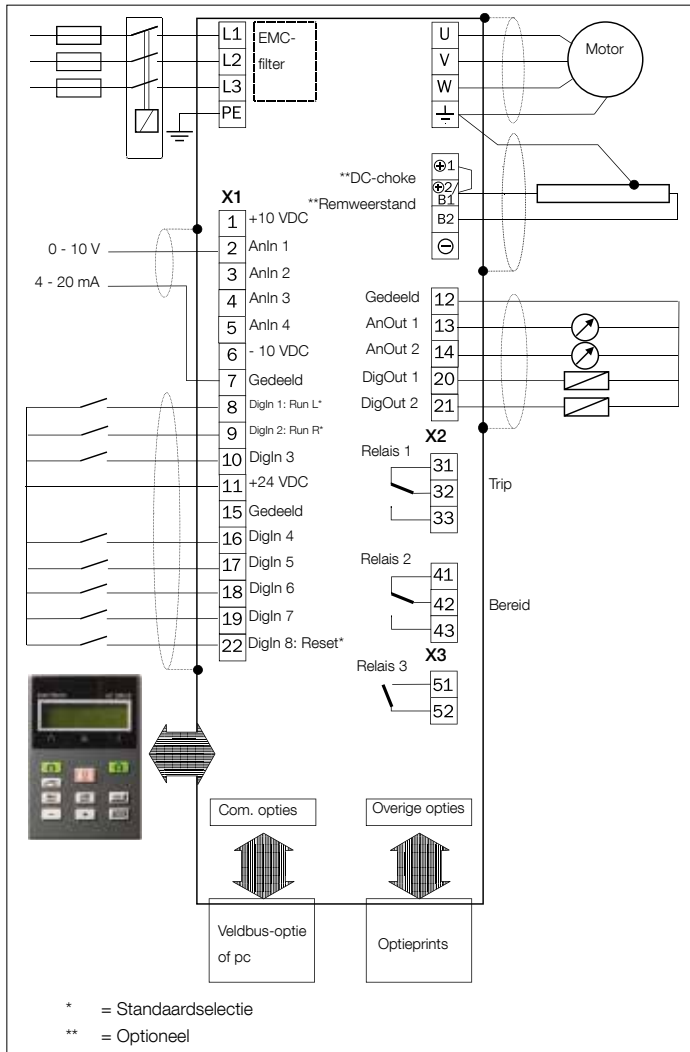 L1
L2
L3
PE
EMC-
filter
U
V
W
Motor
**DC-choke
**Remweerstand
⊕1
⊕2/
B1
B2
⊖
X1
1 +10 VDC
0 - 10 V
2 AnIn 1
3 AnIn 2
4 - 20 mA
4 AnIn 3
5 AnIn 4
6 - 10 VDC
7 Gedeeld
8 DigIn 1: Run L*
9 DigIn 2: Run R*
10 DigIn 3
11 +24 VDC
15 Gedeeld
16 DigIn 4
17 DigIn 5
18 DigIn 6
19 DigIn 7
22 DigIn 8: Reset*
Gedeeld 12
AnOut 1 13
AnOut 2 14
DigOut 1 20
DigOut 2 21
X2
Relais 1
31
32
33
Trip
Relais 2
41
42
43
Bereid
X3
Relais 3
51
52
Com. opties
Overige opties
Veldbus-optie
of pc
Optieprints
* = Standaardselectie
** = Optioneel